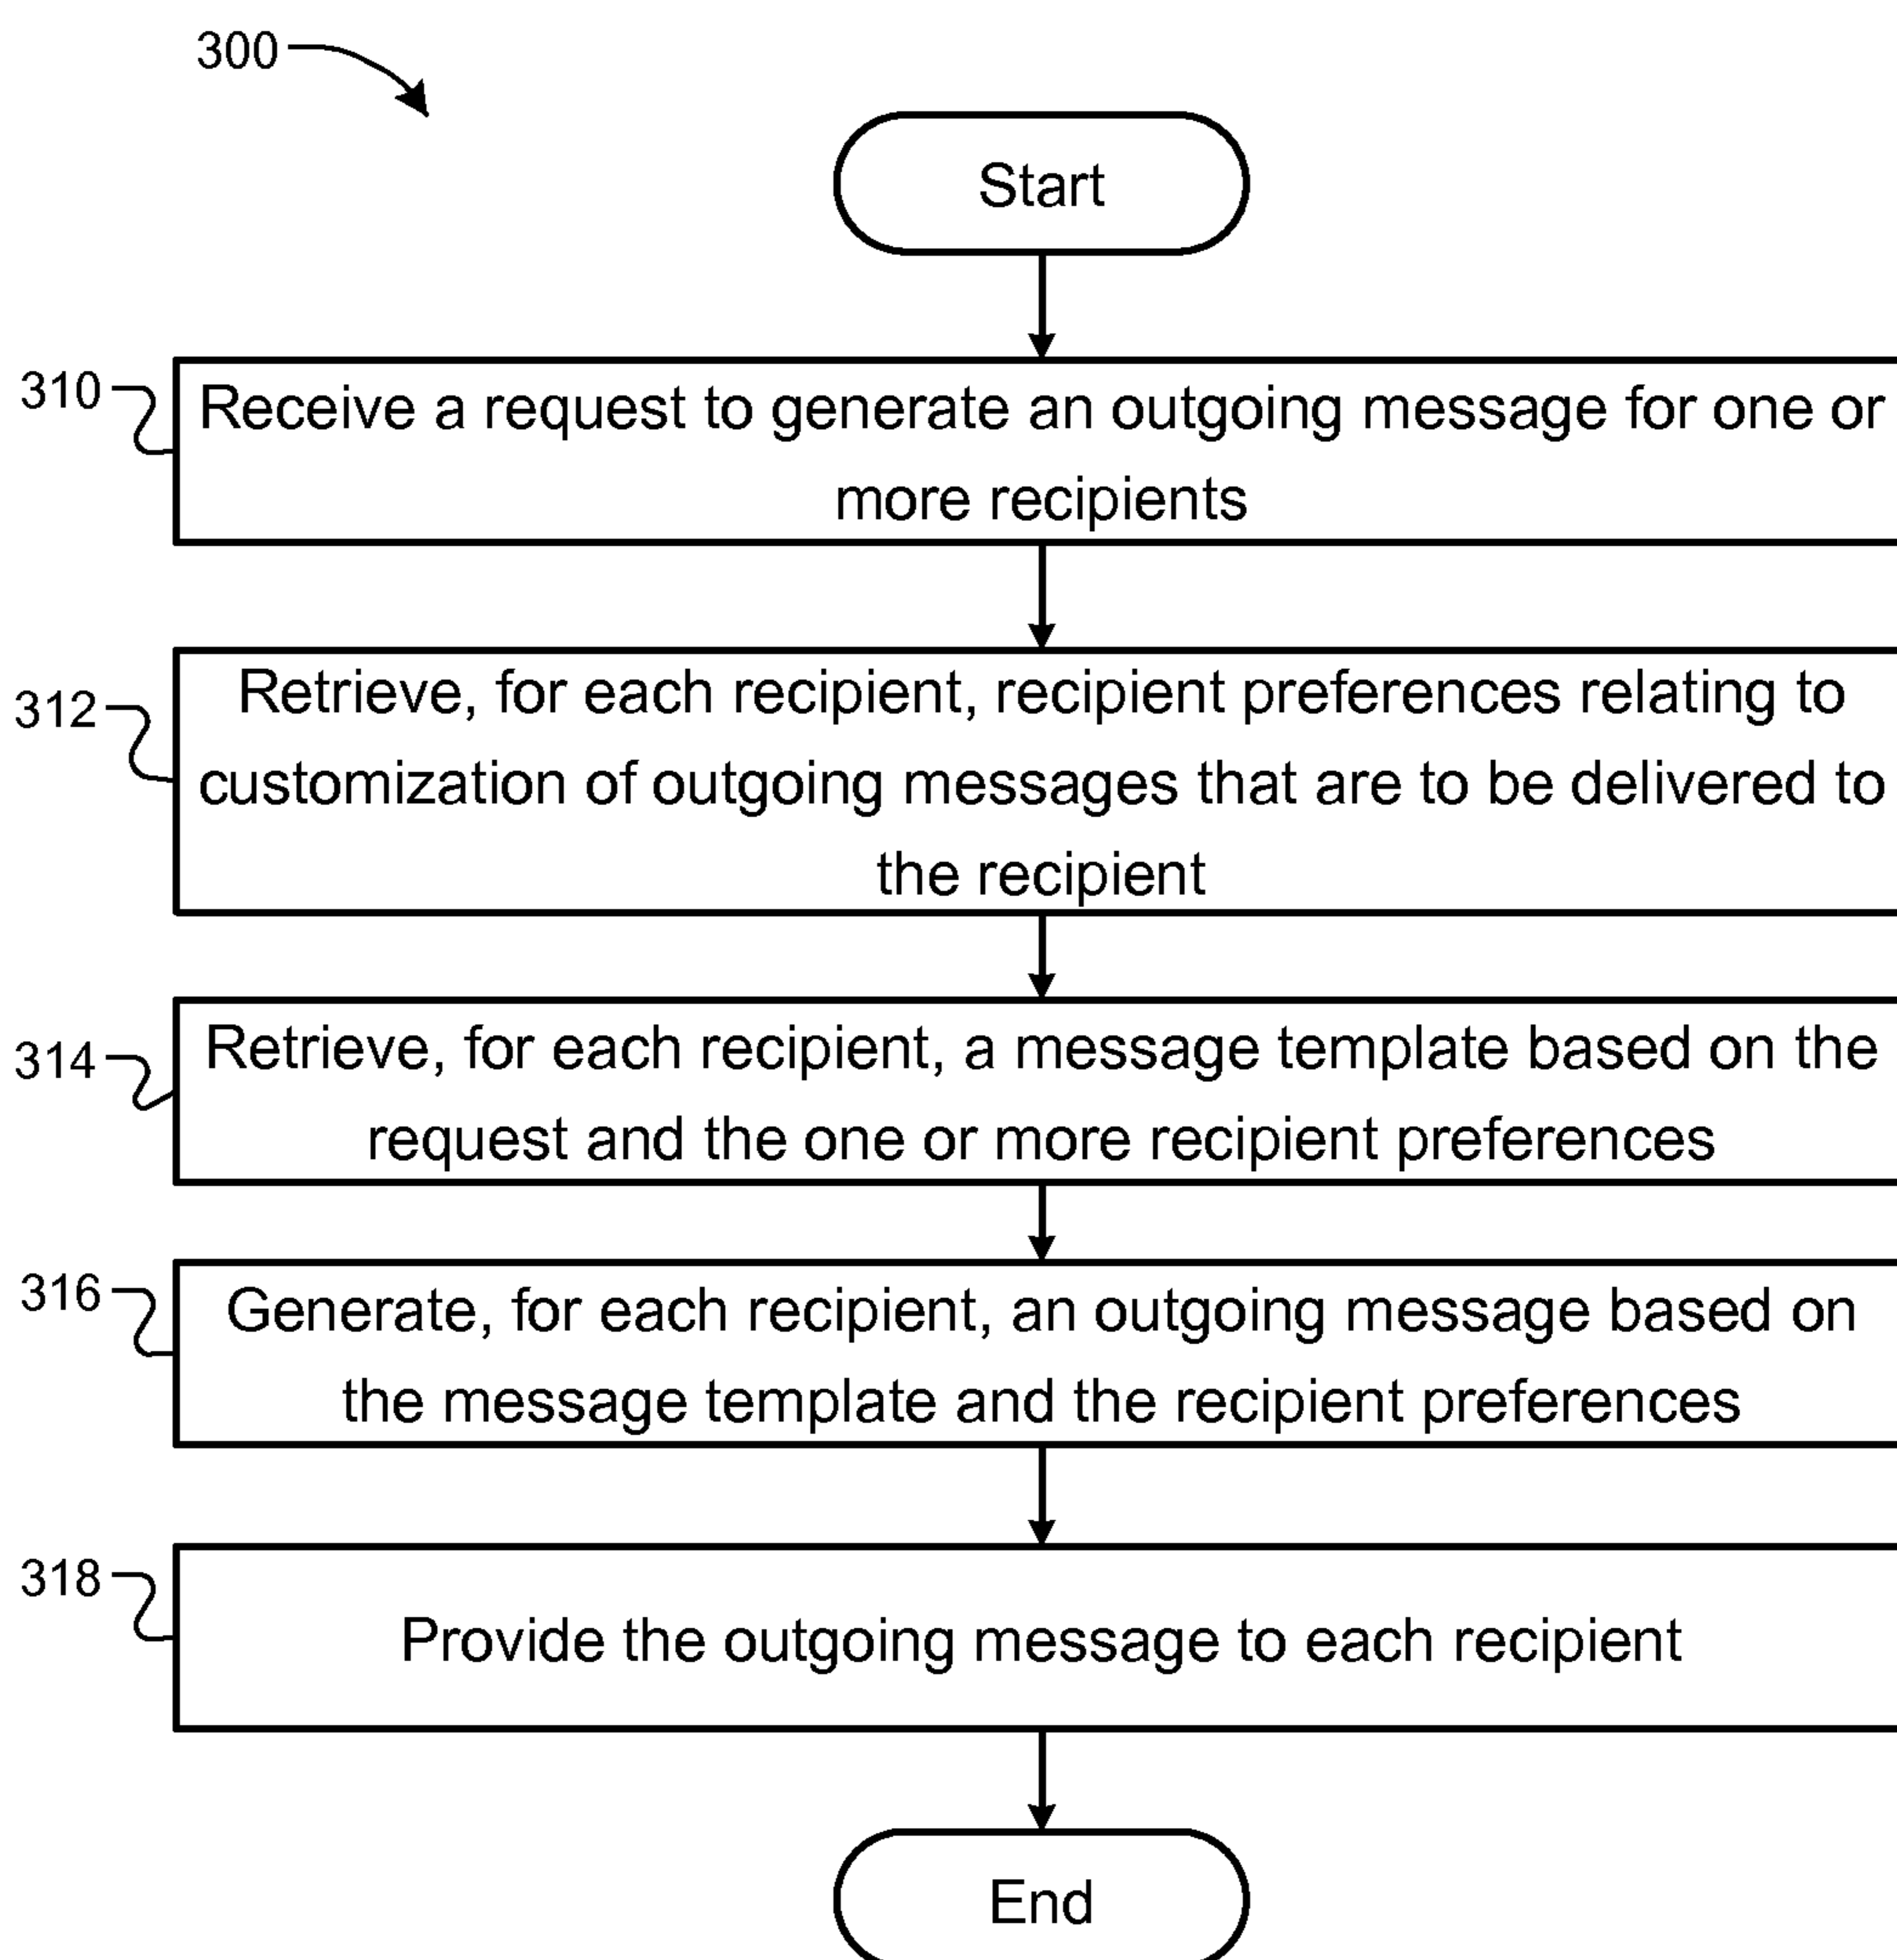 300
Start
310
Receive a request to generate an outgoing message for one or
more recipients
312
Retrieve, for each recipient, recipient preferences relating to
customization of outgoing messages that are to be delivered to
the recipient
314
Retrieve, for each recipient, a message template based on the
request and the one or more recipient preferences
316
Generate, for each recipient, an outgoing message based on
the message template and the recipient preferences
318
Provide the outgoing message to each recipient
End